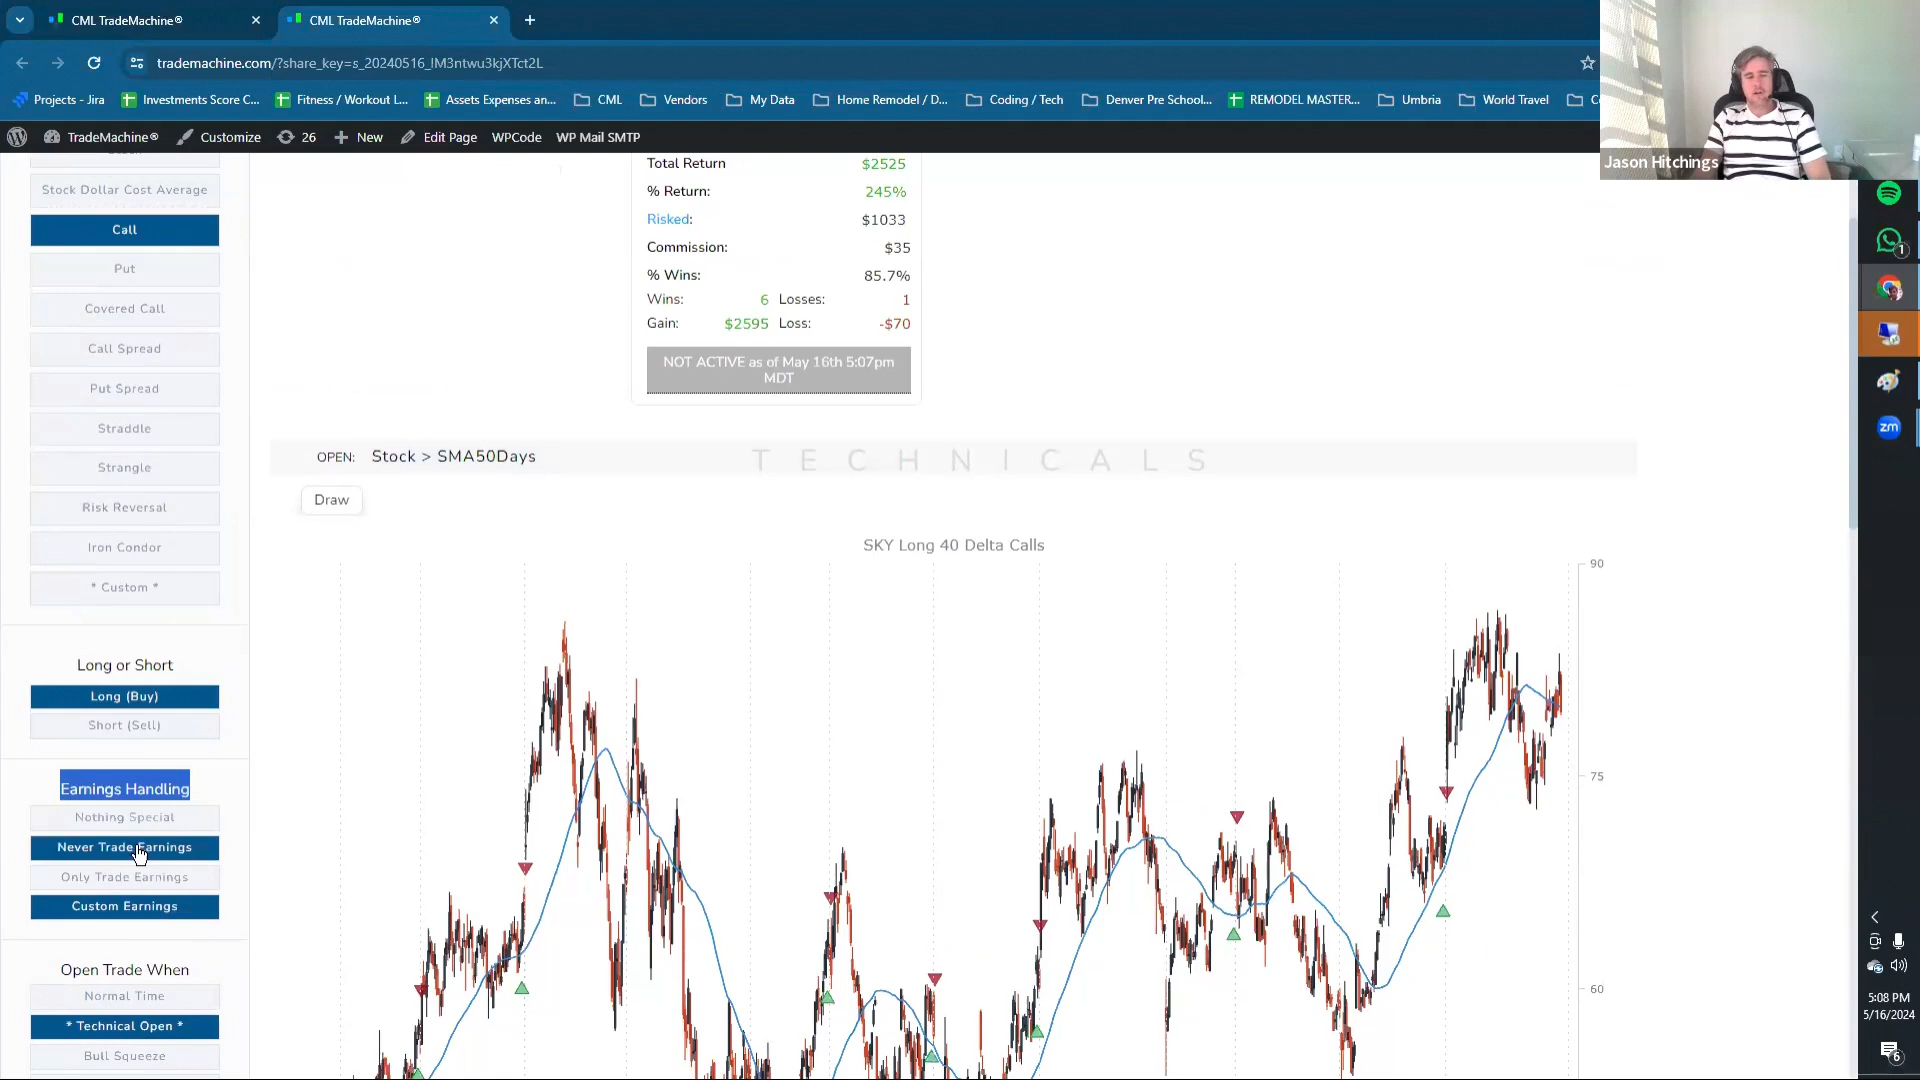 CML TradeMachine®
CML TradeMachine®
trademachine.com/?share_key=s_20240516_lM3ntwu3kjXTct2L
Projects - Jira
Investments Score C...
Fitness / Workout L...
Assets Expenses an...
CML
Vendors
My Data
Home Remodel / D...
Coding / Tech
Denver Pre School...
REMODEL MASTER...
Umbria
World Travel
TradeMachine®
Customize
26
New
Edit Page
WPCode
WP Mail SMTP
Jason Hitchings
Stock Dollar Cost Average
Call
Put
Covered Call
Call Spread
Put Spread
Straddle
Strangle
Risk Reversal
Iron Condor
* Custom *
Long or Short
Long (Buy)
Short (Sell)
Earnings Handling
Nothing Special
Never Trade Earnings
Only Trade Earnings
Custom Earnings
Open Trade When
Normal Time
* Technical Open *
Bull Squeeze
Total Return $2525
% Return: 245%
Risked: $1033
Commission: $35
% Wins: 85.7%
Wins: 6 Losses: 1
Gain: $2595 Loss: -$70
NOT ACTIVE as of May 16th 5:07pm
MDT
OPEN: Stock > SMA50Days
TECHNICALS
Draw
SKY Long 40 Delta Calls
90
75
60
1
zm
5:08 PM
5/16/2024
6